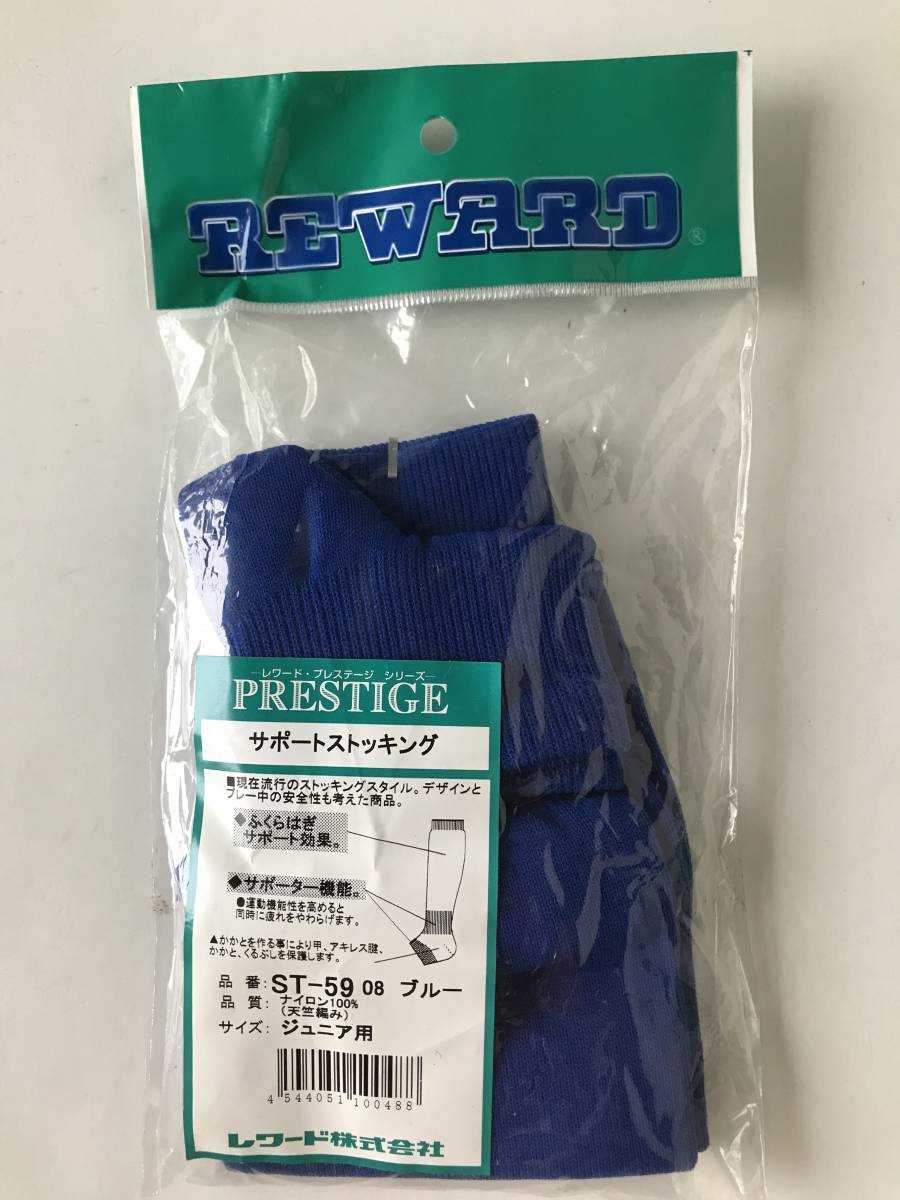 REWARD®
―レワード・プレステージ シリーズ―
PRESTIGE
サポートストッキング
■現在流行のストッキングスタイル。デザインと
プレー中の安全性も考えた商品。
◆ふくらはぎ
サポート効果。
◆サポーター機能。
●運動機能性を高めると
同時に疲れをやわらげます。
▲かかとを作る事により甲、アキレス腱、
かかと、くるぶしを保護します。
品 番: ST-59 08 ブルー
品 質: ナイロン100%
(天竺編み)
サイズ: ジュニア用
4 544051 100488
レワード株式会社